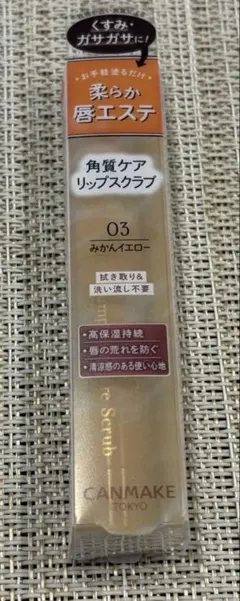 くすみ・
ガサガサに!
・お手軽塗るだけ・
柔らか
唇エステ
角質ケア
リップスクラブ
03
みかんイエロー
拭き取り&
洗い流し不要
・高保湿持続
・唇の荒れを防ぐ
・清涼感のある使い心地
Scrub
CANMAKE
TOKYO